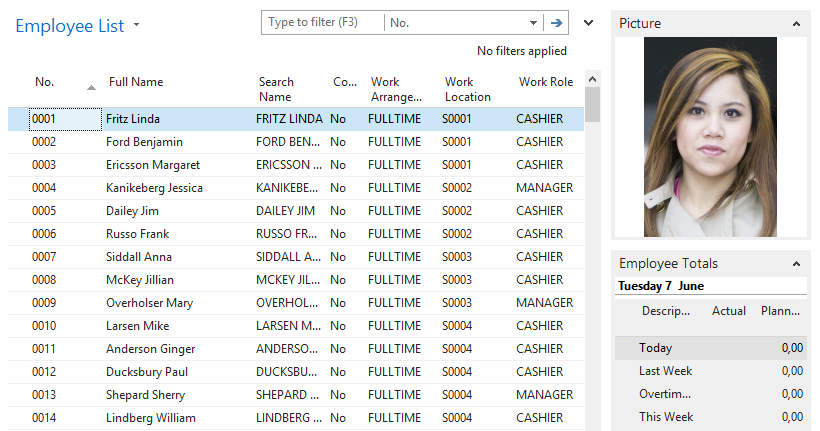 Employee List
Type to filter (F3) No.
No filters applied
No. Full Name Search Name Co... Work Arrange... Work Location Work Role
0001 Fritz Linda FRITZ LINDA No FULLTIME S0001 CASHIER
0002 Ford Benjamin FORD BEN... No FULLTIME S0001 CASHIER
0003 Ericsson Margaret ERICSSON ... No FULLTIME S0001 CASHIER
0004 Kanikeberg Jessica KANIKEBE... No FULLTIME S0002 MANAGER
0005 Dailey Jim DAILEY JIM No FULLTIME S0002 CASHIER
0006 Russo Frank RUSSO FR... No FULLTIME S0002 CASHIER
0007 Siddall Anna SIDDALL A... No FULLTIME S0003 CASHIER
0008 McKey Jillian MCKEY JIL... No FULLTIME S0003 CASHIER
0009 Overholser Mary OVERHOL... No FULLTIME S0003 MANAGER
0010 Larsen Mike LARSEN M... No FULLTIME S0004 CASHIER
0011 Anderson Ginger ANDERSO... No FULLTIME S0004 CASHIER
0012 Ducksbury Paul DUCKSBU... No FULLTIME S0004 CASHIER
0013 Shepard Sherry SHEPARD ... No FULLTIME S0004 MANAGER
0014 Lindberg William LINDBERG ... No FULLTIME S0004 CASHIER
Picture
Employee Totals
Tuesday 7 June
Descrip... Actual Plann...
Today 0,00
Last Week 0,00
Overtim... 0,00
This Week 0,00